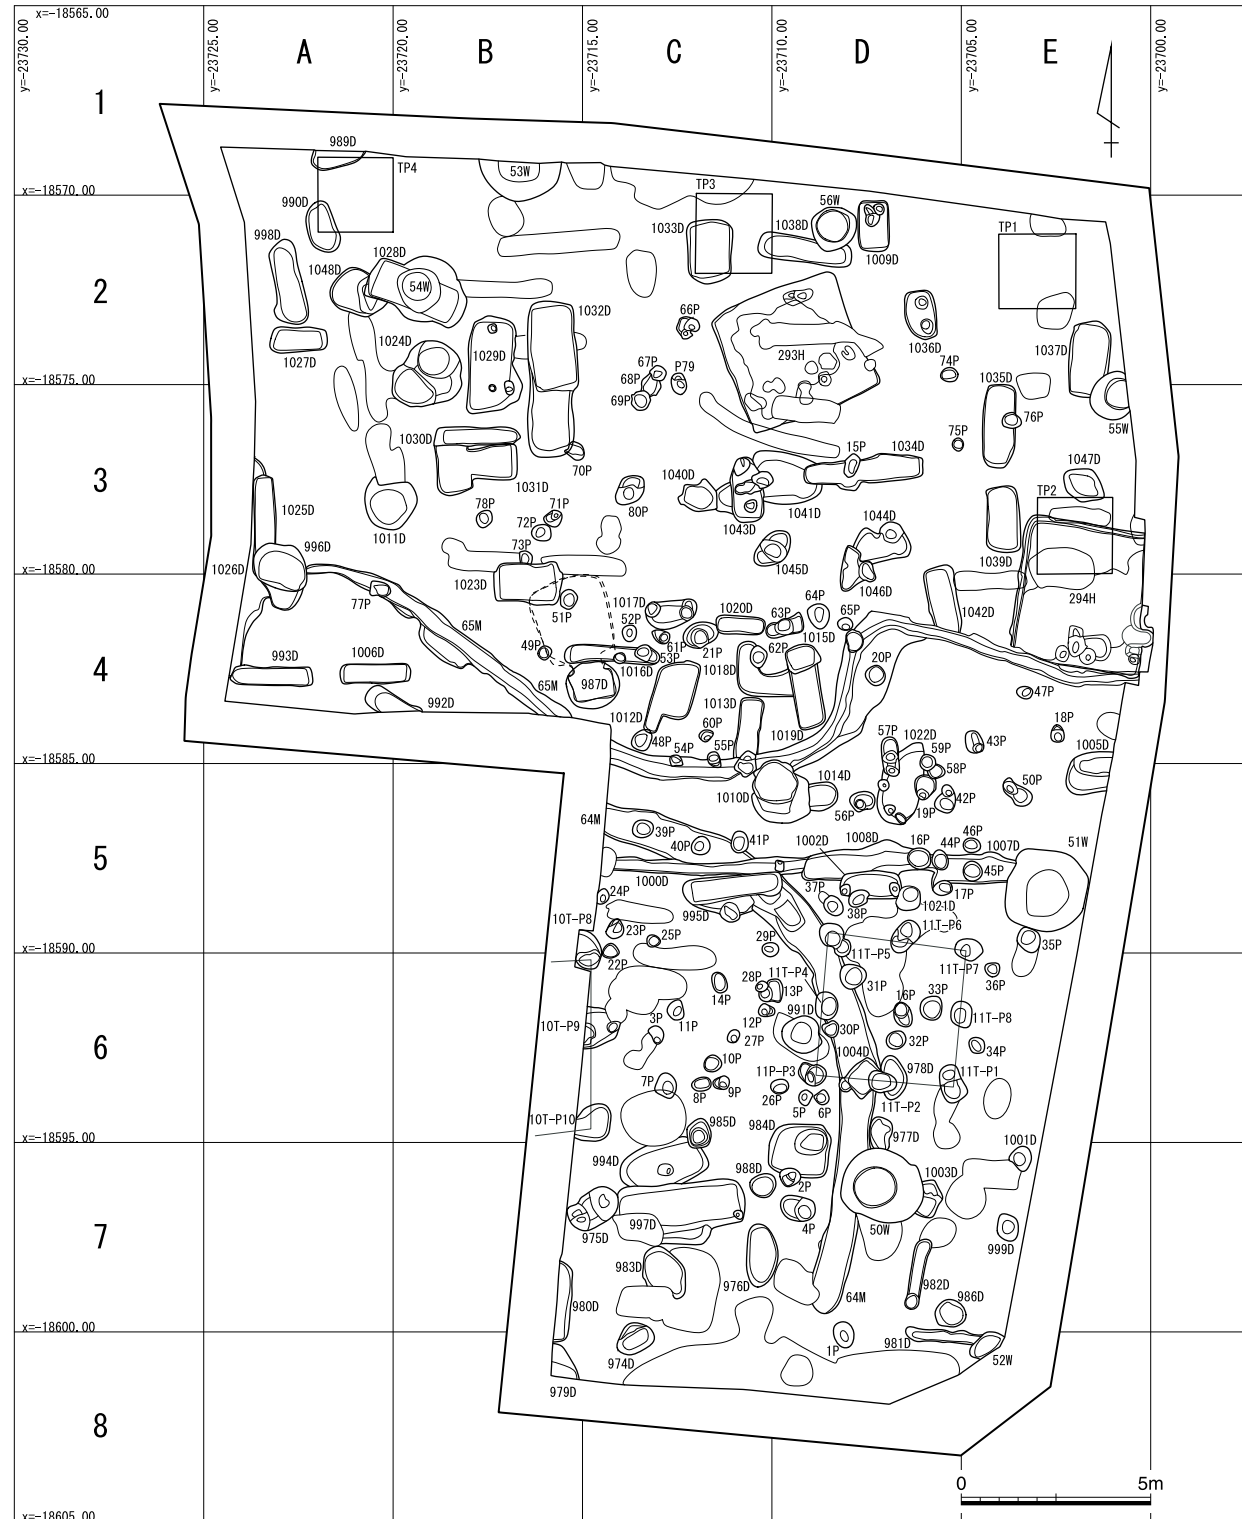 x=-18565.00
y=-23730.00
y=-23725.00
y=-23720.00
y=-23715.00
y=-23710.00
y=-23705.00
y=-23700.00
A
B
C
D
E
1
989D
TP4
53W
x=-18570.00
TP3
56W
990D
1033D
1038D
TP1
998D
1048D
1028D
1009D
2
54W
66P
1032D
1024D
1029D
293H
1036D
1037D
1027D
67P
P79
74P
x=-18575.00
68P
1035D
69P
76P
55W
1030D
75P
15P
1034D
70P
1047D
3
1040D
1031D
TP2
1025D
78P
71P
80P
1041D
1043D
1044D
1011D
72P
996D
73P
1045D
1039D
1026D
x=-18580.00
1023D
1046D
294H
77P
51P
1017D
1020D
64P
63P
65P
1042D
65M
52P
1015D
49P
61P
21P
62P
53P
4
993D
1006D
1016D
1018D
20P
65M
987D
47P
992D
1013D
1012D
60P
1019D
18P
48P
57P
1022D
43P
1005D
54P
55P
59P
x=-18585.00
58P
1014D
50P
1010D
42P
56P
19P
64M
39P
1002D
1008D
46P
51W
40P
41P
16P
44P
1007D
5
45P
1000D
37P
24P
17P
995D
38P
1021D
10T-P8
23P
11T-P6
25P
29P
35P
x=-18590.00
22P
11T-P5
11T-P7
11T-P4
28P
36P
14P
13P
31P
16P
33P
10T-P9
3P
11P
12P
991D
11T-P8
30P
27P
32P
34P
6
10P
1004D
7P
11P-P3
978D
11T-P1
8P
9P
26P
5P
6P
11T-P2
10T-P10
985D
984D
977D
x=-18595.00
1001D
994D
988D
1003D
2P
7
997D
4P
50W
975D
999D
983D
976D
982D
980D
64M
986D
x=-18600.00
974D
1P
981D
52W
979D
8
0
5m
x=-18605.00